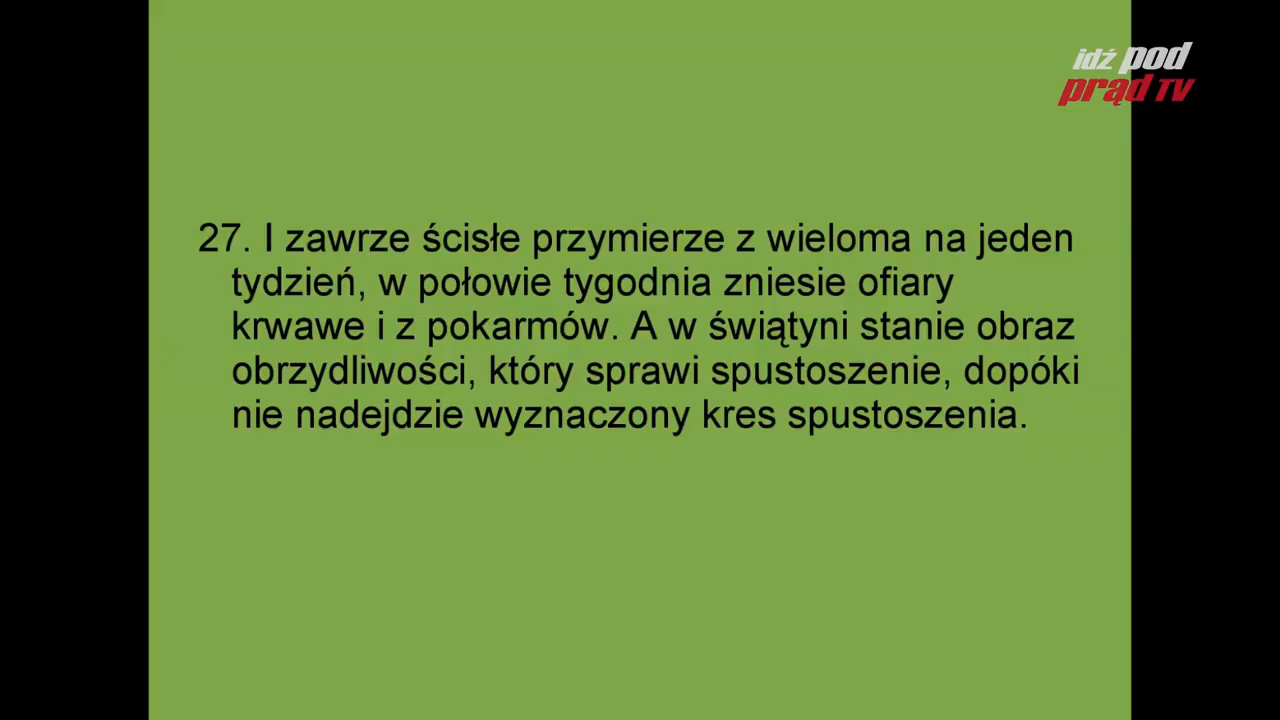 idź pod
prąd TV
27. I zawrze ścisłe przymierze z wieloma na jeden
tydzień, w połowie tygodnia zniesie ofiary
krwawe i z pokarmów. A w świątyni stanie obraz
obrzydliwości, który sprawi spustoszenie, dopóki
nie nadejdzie wyznaczony kres spustoszenia.